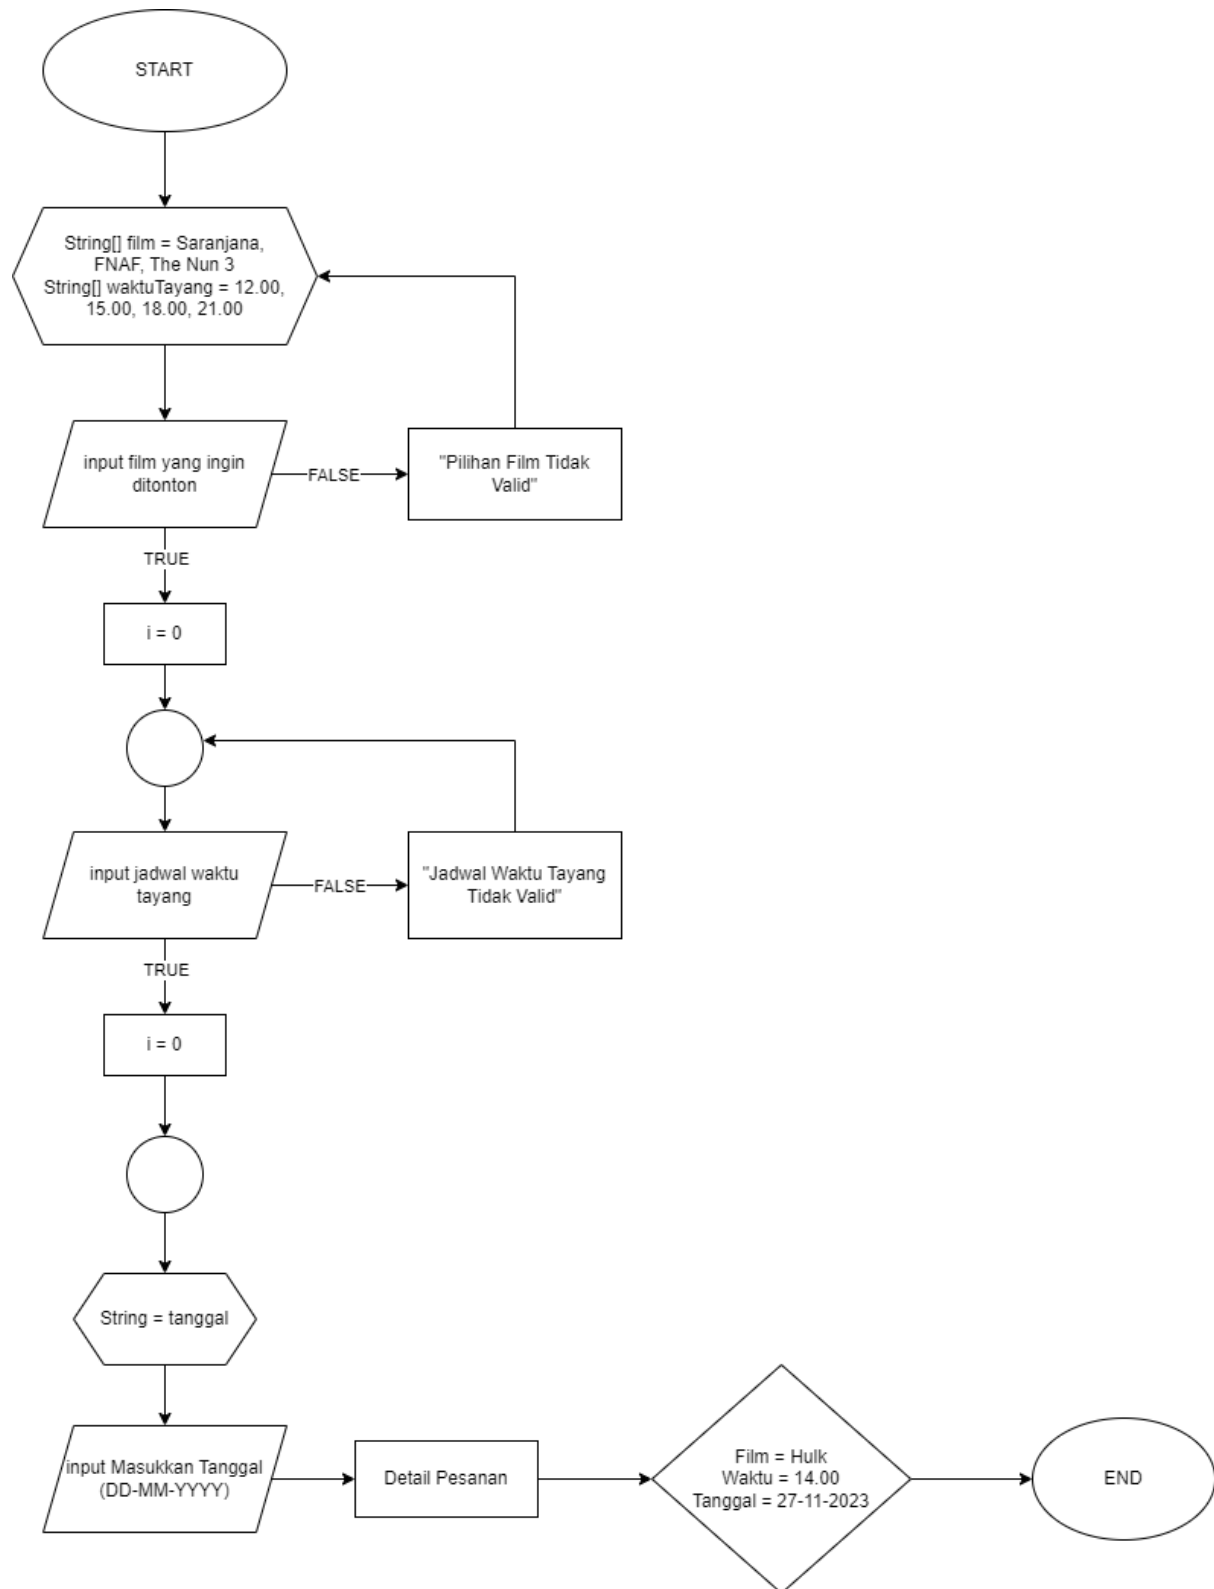 START
String[] film = Saranjana,
FNAF, The Nun 3
String[] waktuTayang = 12.00,
15.00, 18.00, 21.00
input film yang ingin
ditonton
FALSE
"Pilihan Film Tidak
Valid"
TRUE
i = 0
input jadwal waktu
tayang
FALSE
"Jadwal Waktu Tayang
Tidak Valid"
TRUE
i = 0
String = tanggal
input Masukkan Tanggal
(DD-MM-YYYY)
Detail Pesanan
Film = Hulk
Waktu = 14.00
Tanggal = 27-11-2023
END